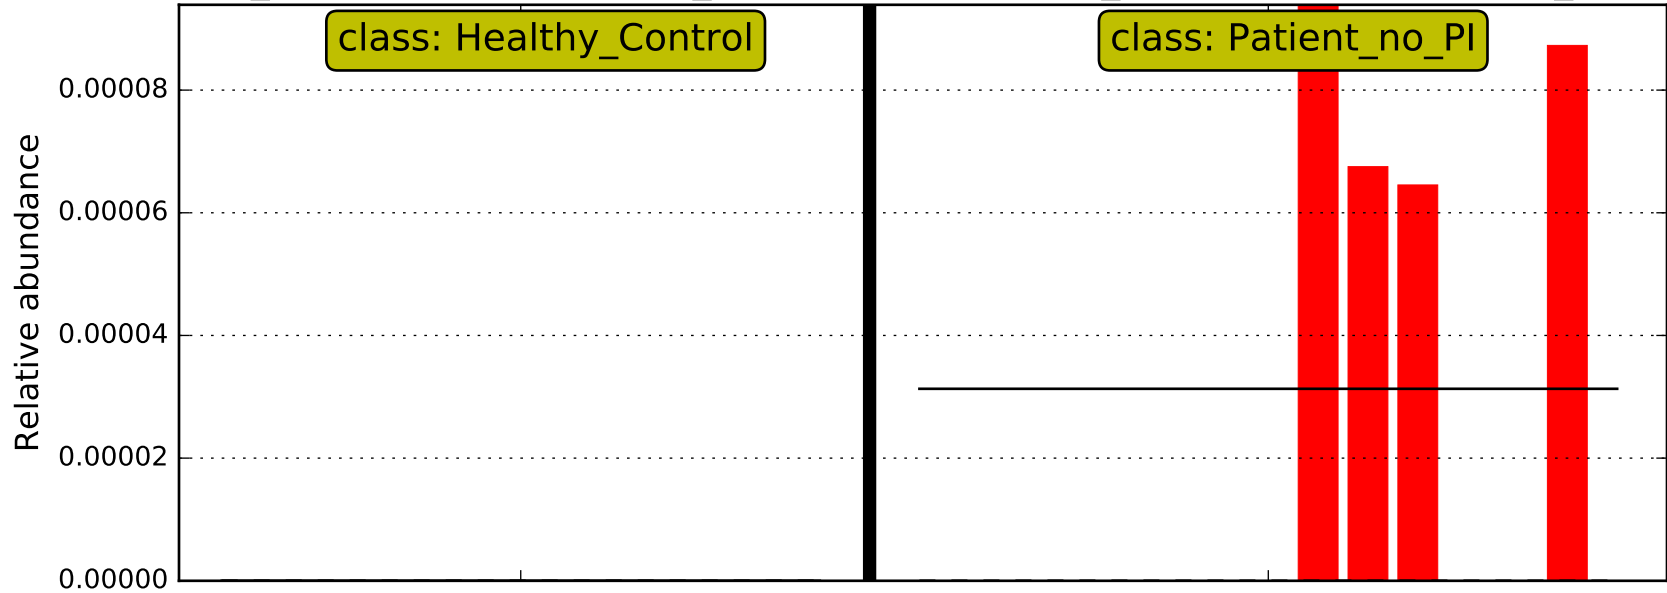 class: Healthy_Control
class: Patient_no_PI
0.00008
0.00006
0.00004
0.00002
0.00000
Relative abundance